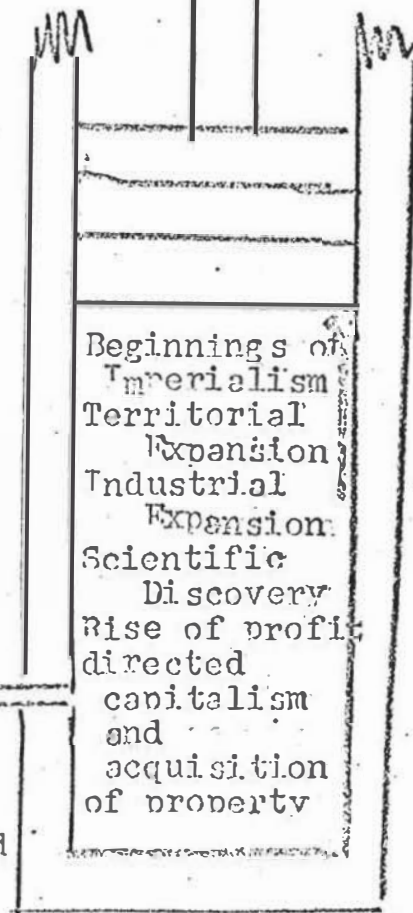 Beginnings of
Imperialism
Territorial
Expansion
Industrial
Expansion
Scientific
Discovery
Rise of profit
directed
capitalism
and
acquisition
of property